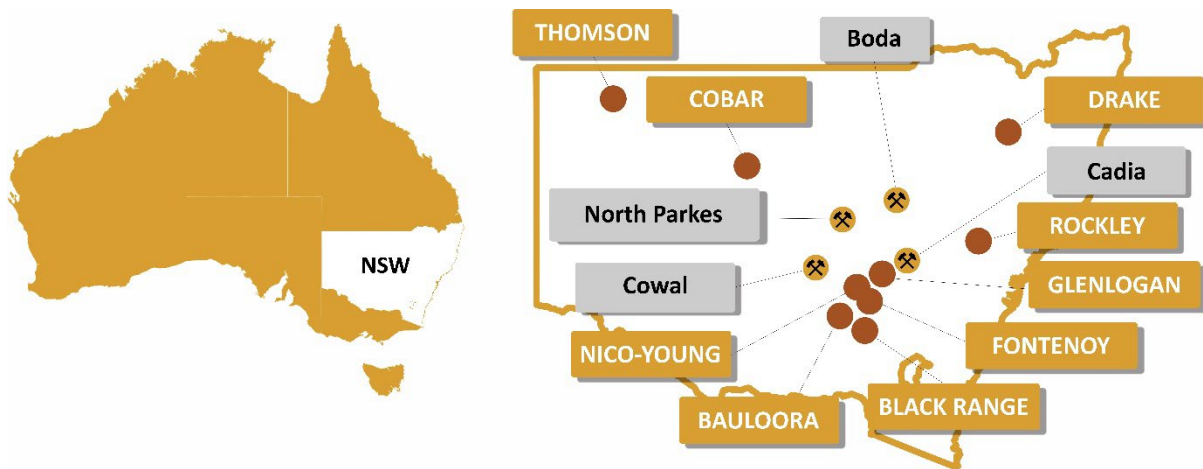 THOMSON
Boda
COBAR
DRAKE
Cadia
North Parkes
ROCKLEY
NSW
Cowal
GLENLOGAN
NICO-YOUNG
FONTENOY
BAULOORA
BLACK RANGE